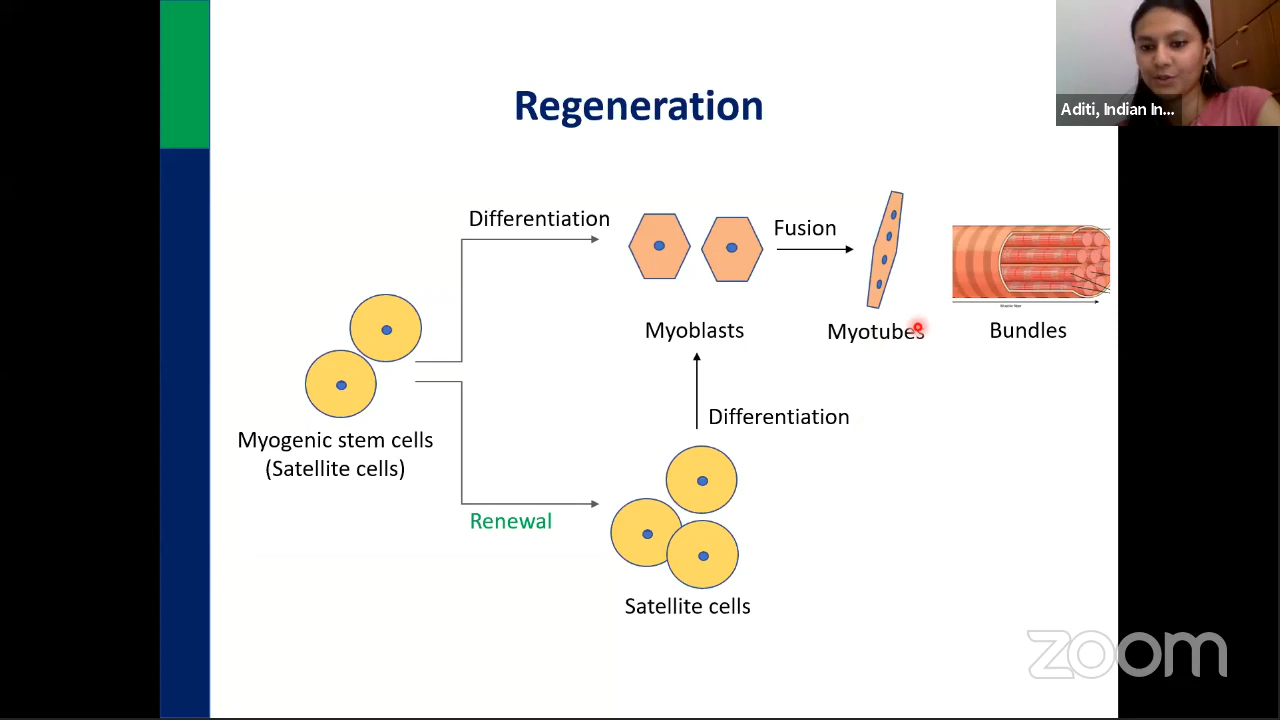 Regeneration
Aditi, Indian In...
Differentiation
Fusion
Myoblasts
Myotubes
Bundles
Differentiation
Myogenic stem cells
(Satellite cells)
Renewal
Satellite cells
zoom